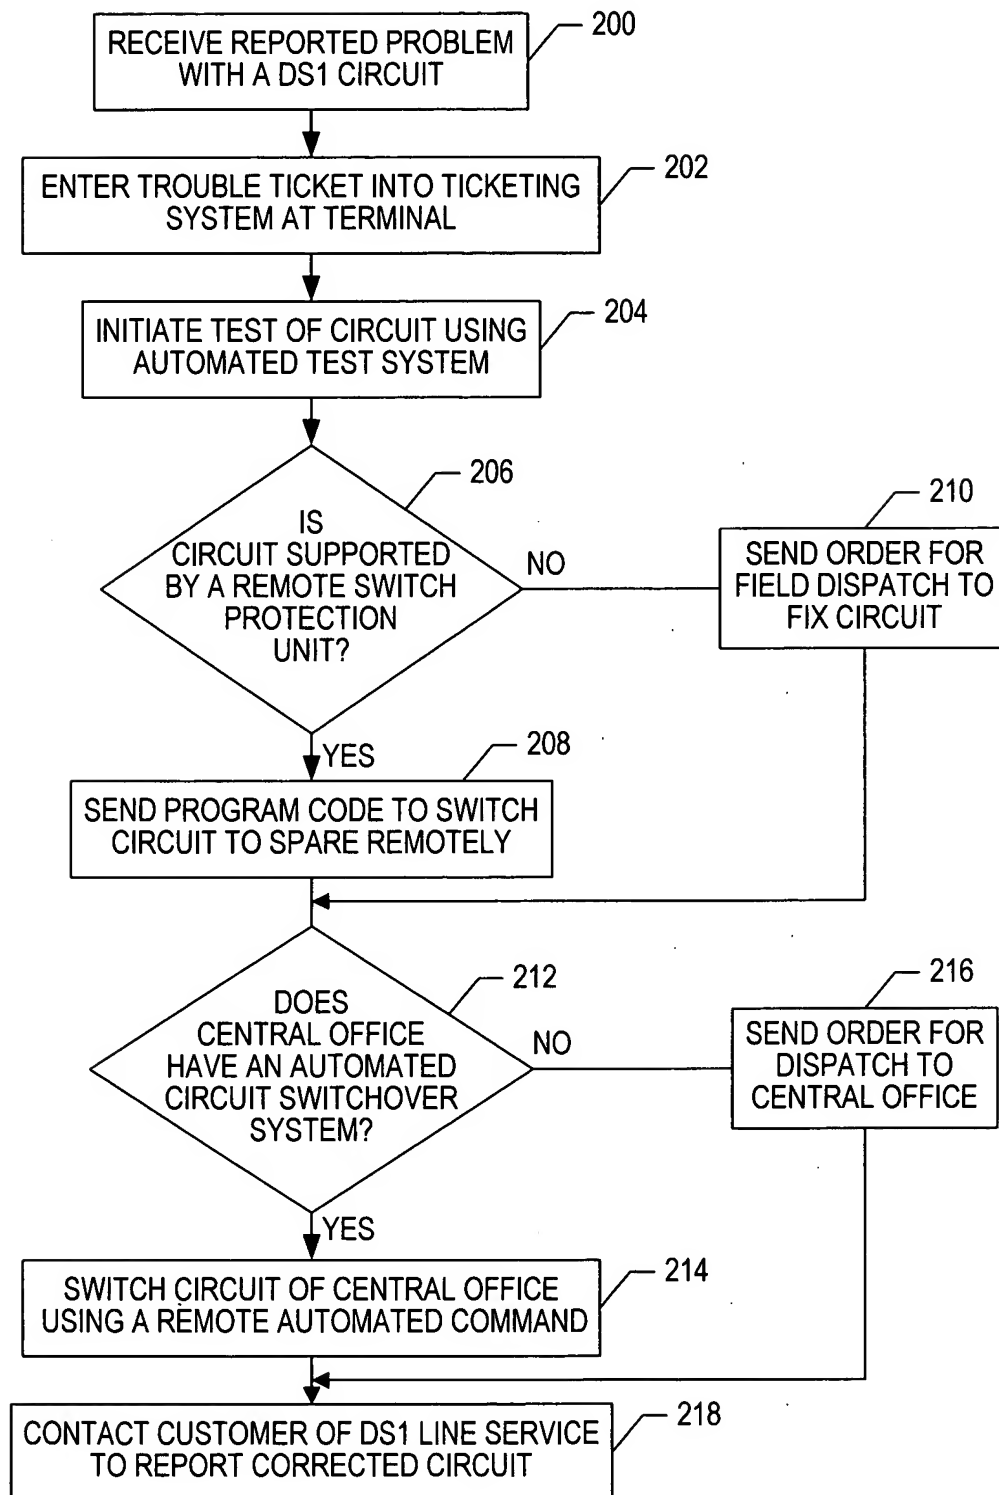 RECEIVE REPORTED PROBLEM
WITH A DS1 CIRCUIT
200
ENTER TROUBLE TICKET INTO TICKETING
SYSTEM AT TERMINAL
202
INITIATE TEST OF CIRCUIT USING
AUTOMATED TEST SYSTEM
204
IS
CIRCUIT SUPPORTED
BY A REMOTE SWITCH
PROTECTION
UNIT?
206
NO
SEND ORDER FOR
FIELD DISPATCH TO
FIX CIRCUIT
210
YES
SEND PROGRAM CODE TO SWITCH
CIRCUIT TO SPARE REMOTELY
208
DOES
CENTRAL OFFICE
HAVE AN AUTOMATED
CIRCUIT SWITCHOVER
SYSTEM?
212
NO
SEND ORDER FOR
DISPATCH TO
CENTRAL OFFICE
216
YES
SWITCH CIRCUIT OF CENTRAL OFFICE
USING A REMOTE AUTOMATED COMMAND
214
CONTACT CUSTOMER OF DS1 LINE SERVICE
TO REPORT CORRECTED CIRCUIT
218